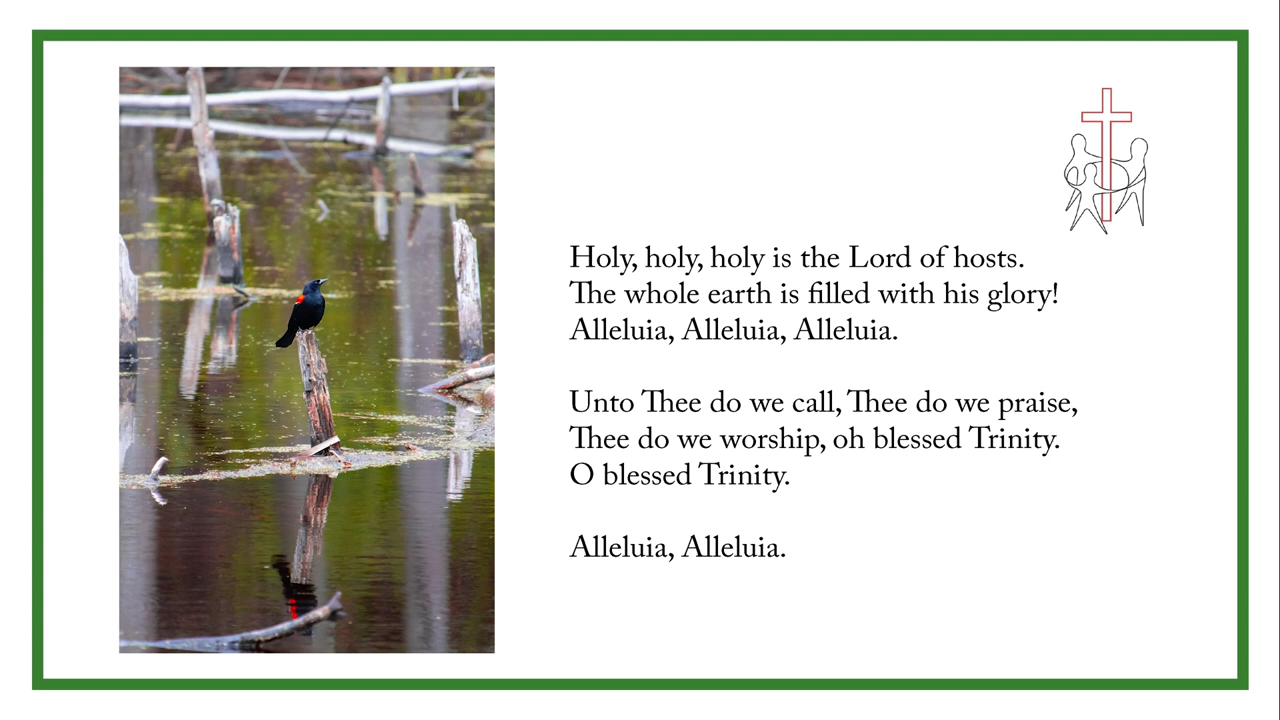 Holy, holy, holy is the Lord of hosts.
The whole earth is filled with his glory!
Alleluia, Alleluia, Alleluia.
Unto Thee do we call, Thee do we praise,
Thee do we worship, oh blessed Trinity.
O blessed Trinity.
Alleluia, Alleluia.